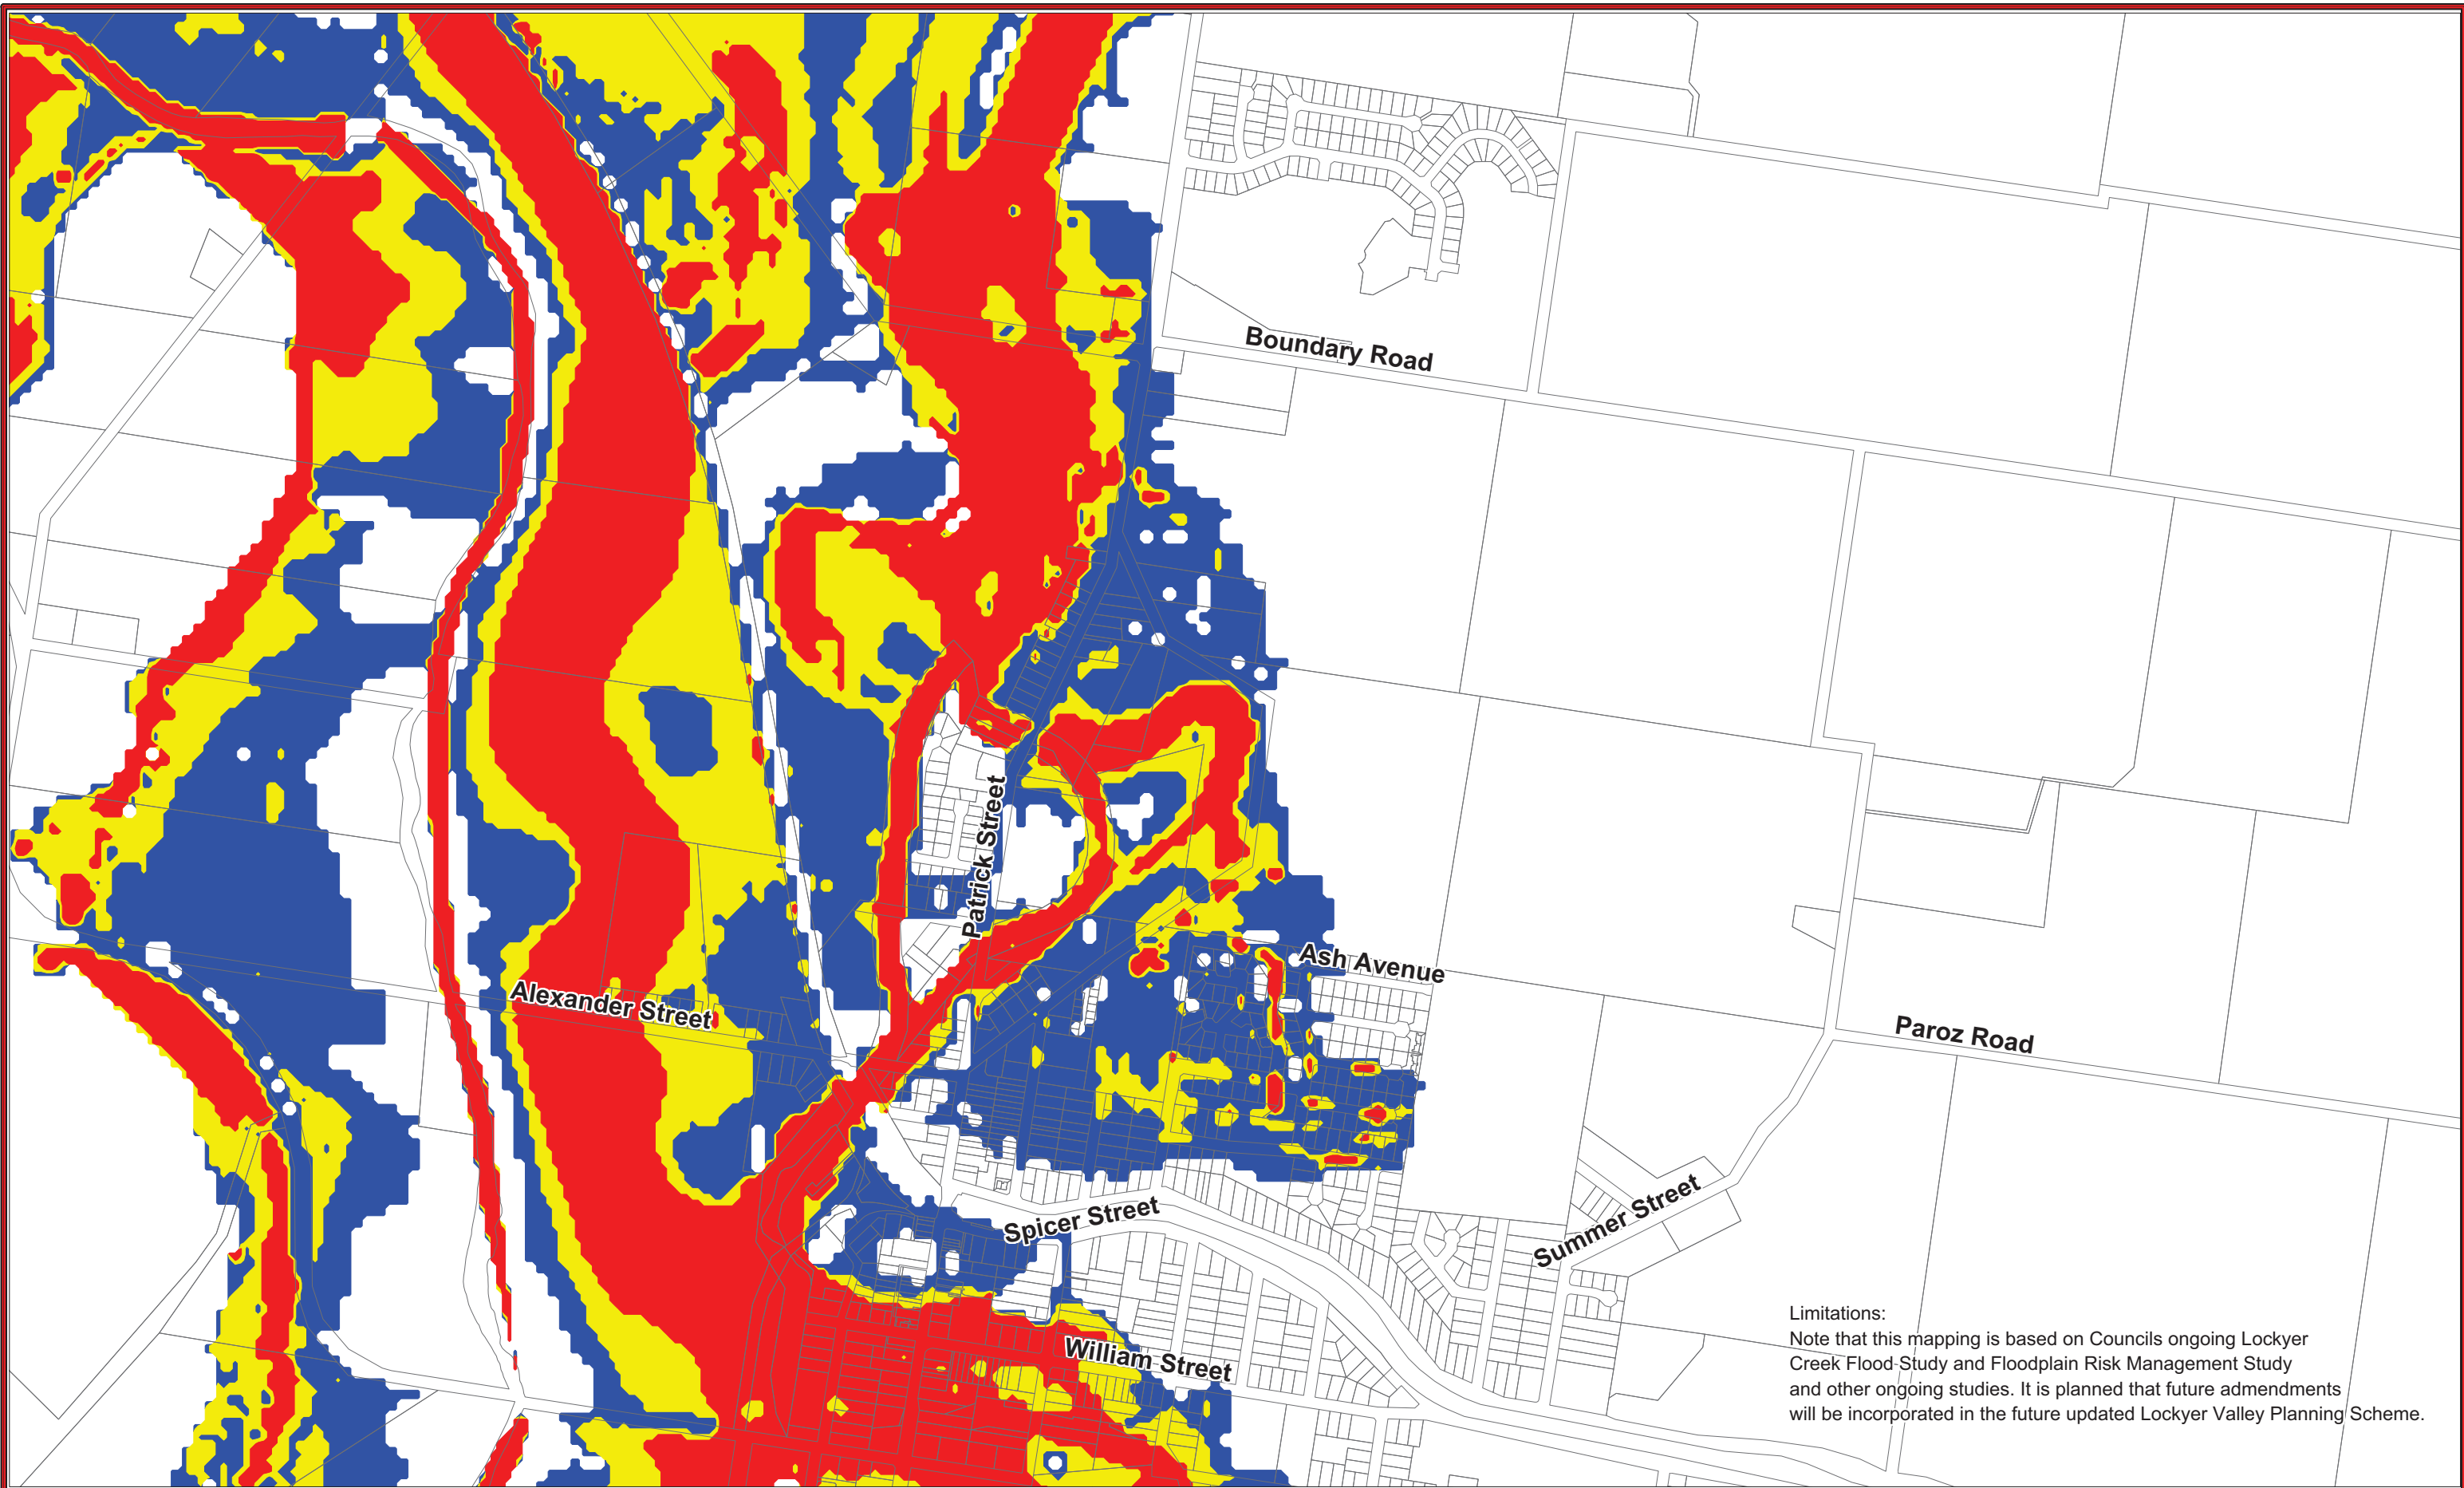 Boundary Road
Patrick Street
Ash Avenue
Alexander Street
Paroz Road
Spicer Street
Summer Street
William Street
Limitations:
Note that this mapping is based on Councils ongoing Lockyer
Creek Flood Study and Floodplain Risk Management Study
and other ongoing studies. It is planned that future admendments
will be incorporated in the future updated Lockyer Valley Planning Scheme.